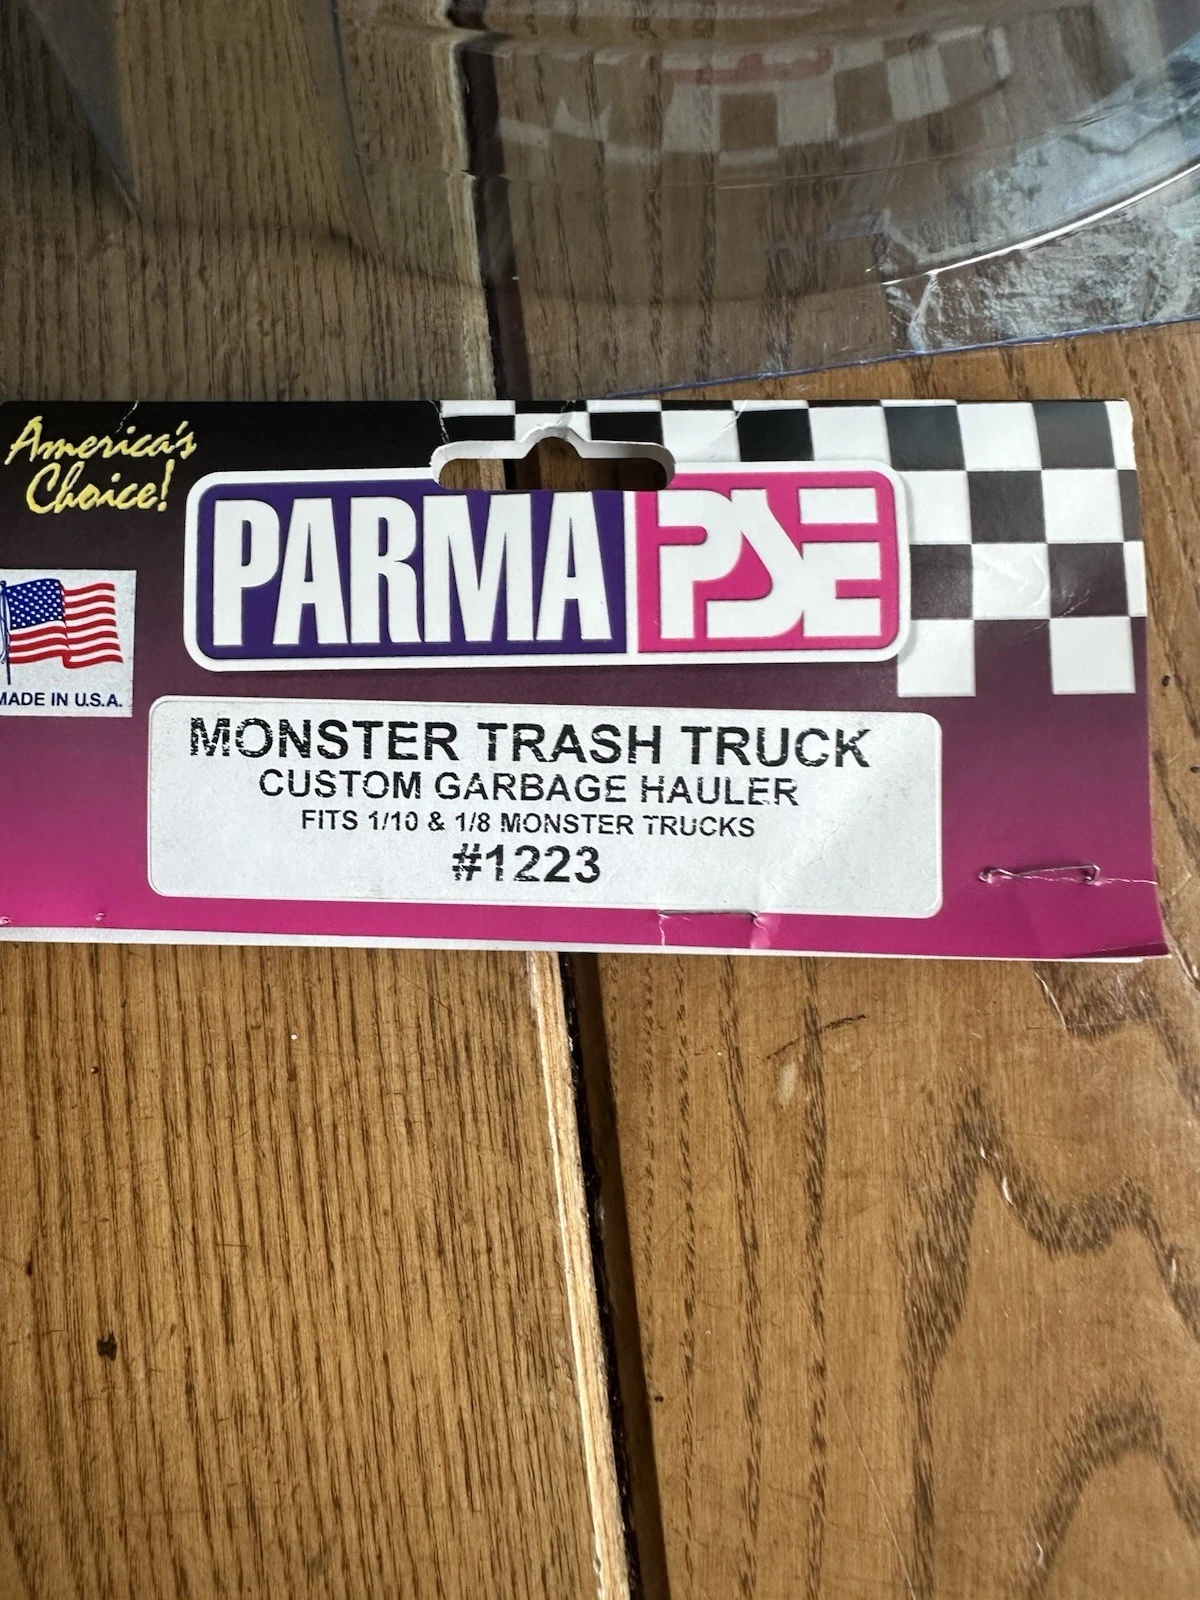 America's
Choice!
PARMA PSE
MADE IN U.S.A.
MONSTER TRASH TRUCK
CUSTOM GARBAGE HAULER
FITS 1/10 & 1/8 MONSTER TRUCKS
#1223